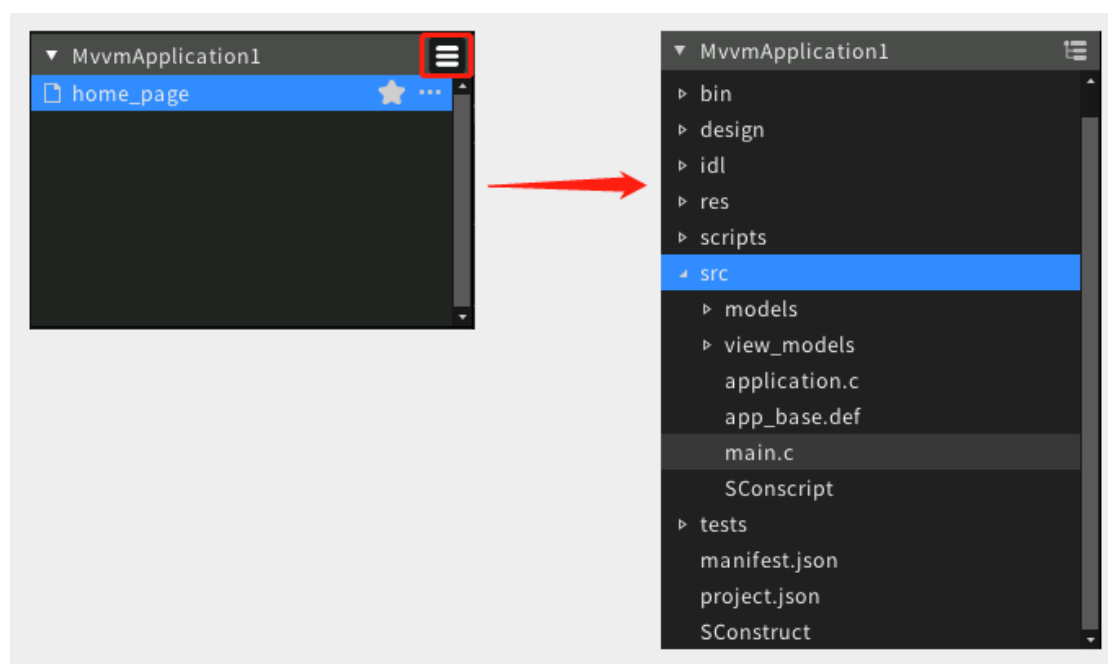 MvvmApplication1
home_page
MvvmApplication1
bin
design
idl
res
scripts
src
models
view_models
application.c
app_base.def
main.c
SConscript
tests
manifest.json
project.json
SConstruct